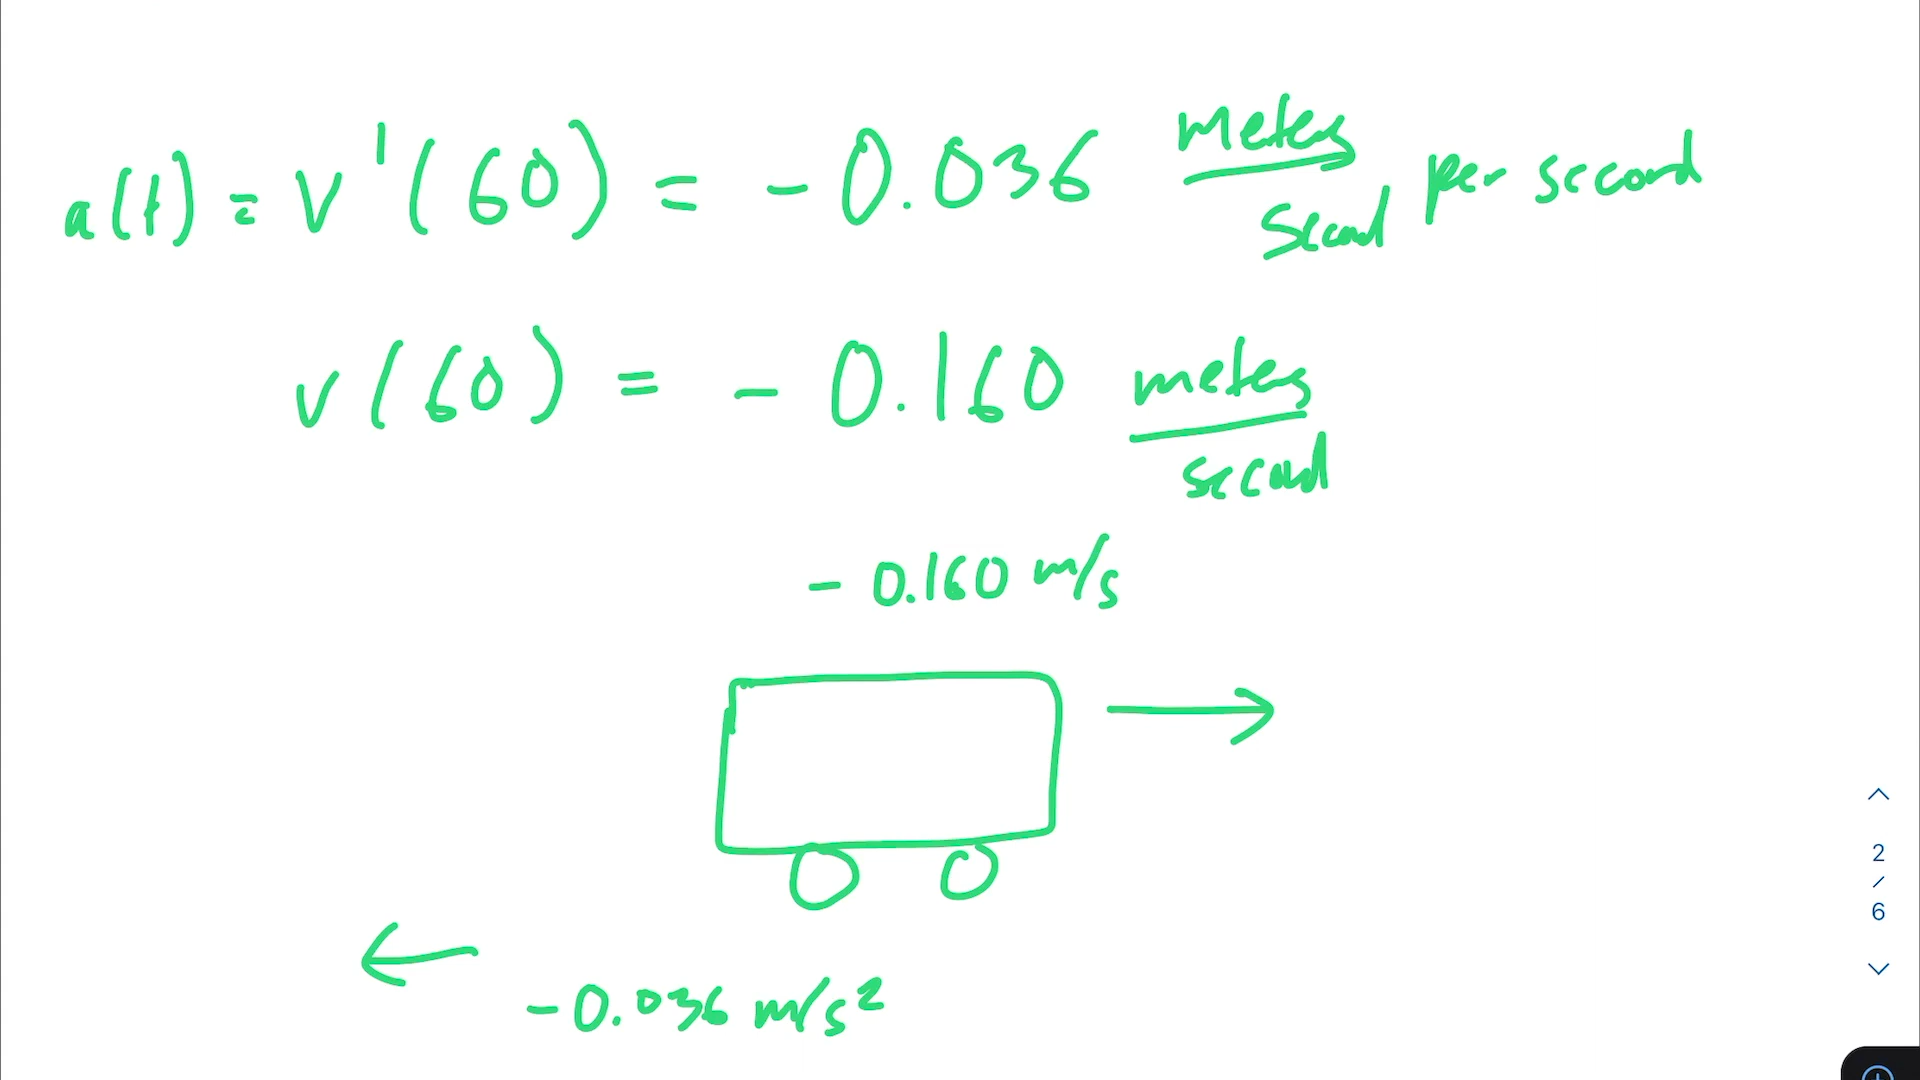 a(t) = v'(60) = - 0.036 meters/second per second
v(60) = - 0.160 meters/second
- 0.160 m/s
- 0.036 m/s²
2
/
6